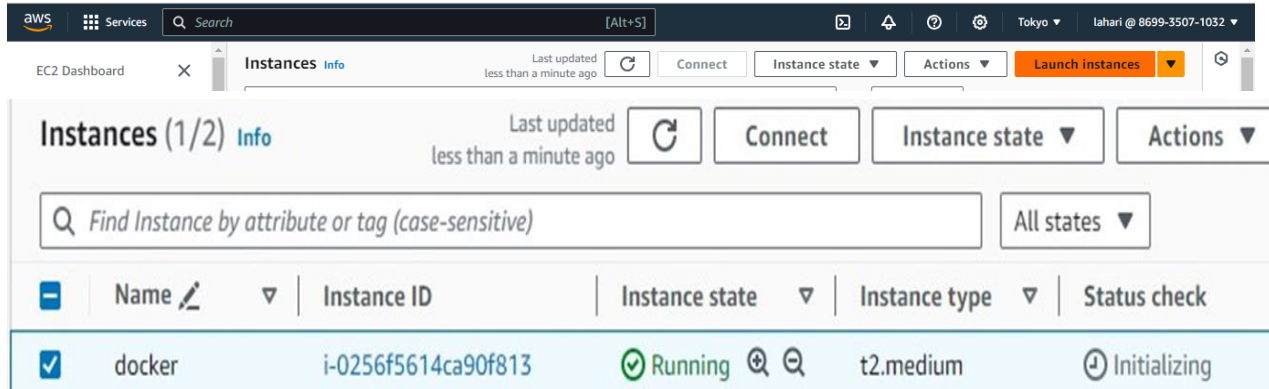 aws Services Search [Alt+S] Tokyo ▼ lahari @ 8699-3507-1032 ▼
EC2 Dashboard Instances Info Last updated less than a minute ago Connect Instance state ▼ Actions ▼ Launch instances ▼
Instances (1/2) Info Last updated less than a minute ago Connect Instance state ▼ Actions ▼
Find Instance by attribute or tag (case-sensitive) All states ▼
Name Instance ID Instance state Instance type Status check
docker i-0256f5614ca90f813 Running t2.medium Initializing